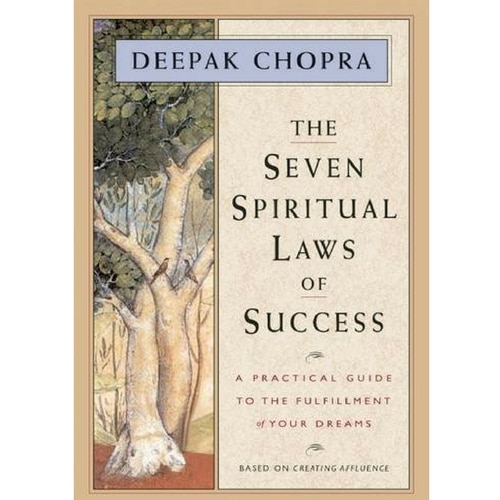 DEEPAK CHOPRA
THE
SEVEN
SPIRITUAL
LAWS
OF
SUCCESS
A PRACTICAL GUIDE
TO THE FULFILLMENT
of YOUR DREAMS
BASED ON CREATING AFFLUENCE